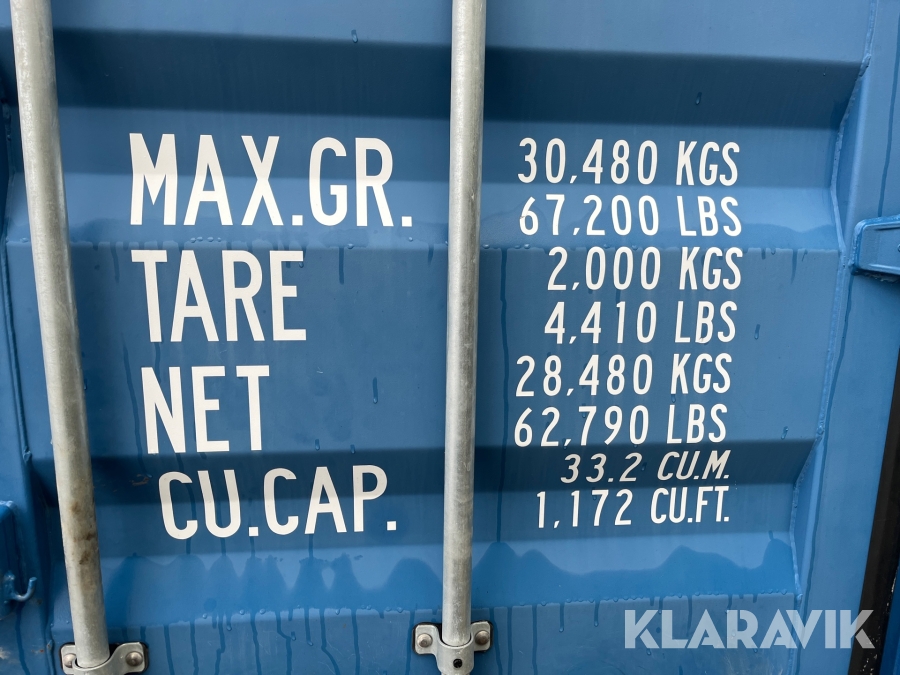 MAX.GR. 30,480 KGS
67,200 LBS
TARE 2,000 KGS
4,410 LBS
NET 28,480 KGS
62,790 LBS
CU.CAP. 33.2 CU.M.
1,172 CU.FT.
KLARAVIK